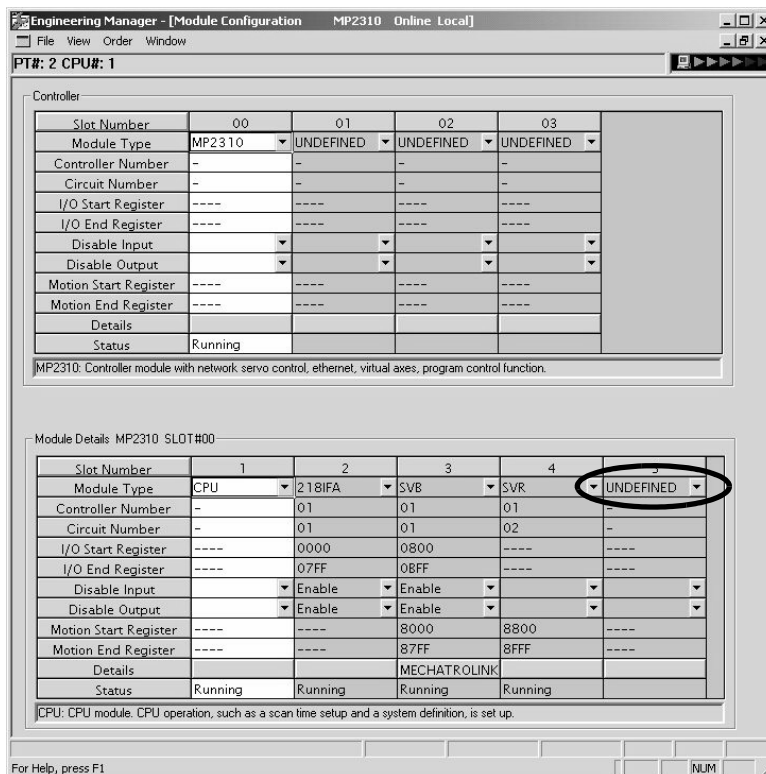 Engineering Manager - [Module Configuration MP2310 Online Local]
File View Order Window
PT#: 2 CPU#: 1
Controller
Slot Number 00 01 02 03
Module Type MP2310 UNDEFINED UNDEFINED UNDEFINED
Controller Number - - - -
Circuit Number - - - -
I/O Start Register ---- ---- ---- ----
I/O End Register ---- ---- ---- ----
Disable Input
Disable Output
Motion Start Register ---- ---- ---- ----
Motion End Register ---- ---- ---- ----
Details
Status Running
MP2310: Controller module with network servo control, ethernet, virtual axes, program control function.
Module Details MP2310 SLOT#00
Slot Number 1 2 3 4 5
Module Type CPU 218IFA SVB SVR UNDEFINED
Controller Number - 01 01 01 -
Circuit Number - 01 01 02 -
I/O Start Register ---- 0000 0800 ---- ----
I/O End Register ---- 07FF 0BFF ---- ----
Disable Input Enable Enable
Disable Output Enable Enable
Motion Start Register ---- ---- 8000 8800 ----
Motion End Register ---- ---- 87FF 8FFF ----
Details MECHATROLINK
Status Running Running Running Running
CPU: CPU module. CPU operation, such as a scan time setup and a system definition, is set up.
For Help, press F1 NUM